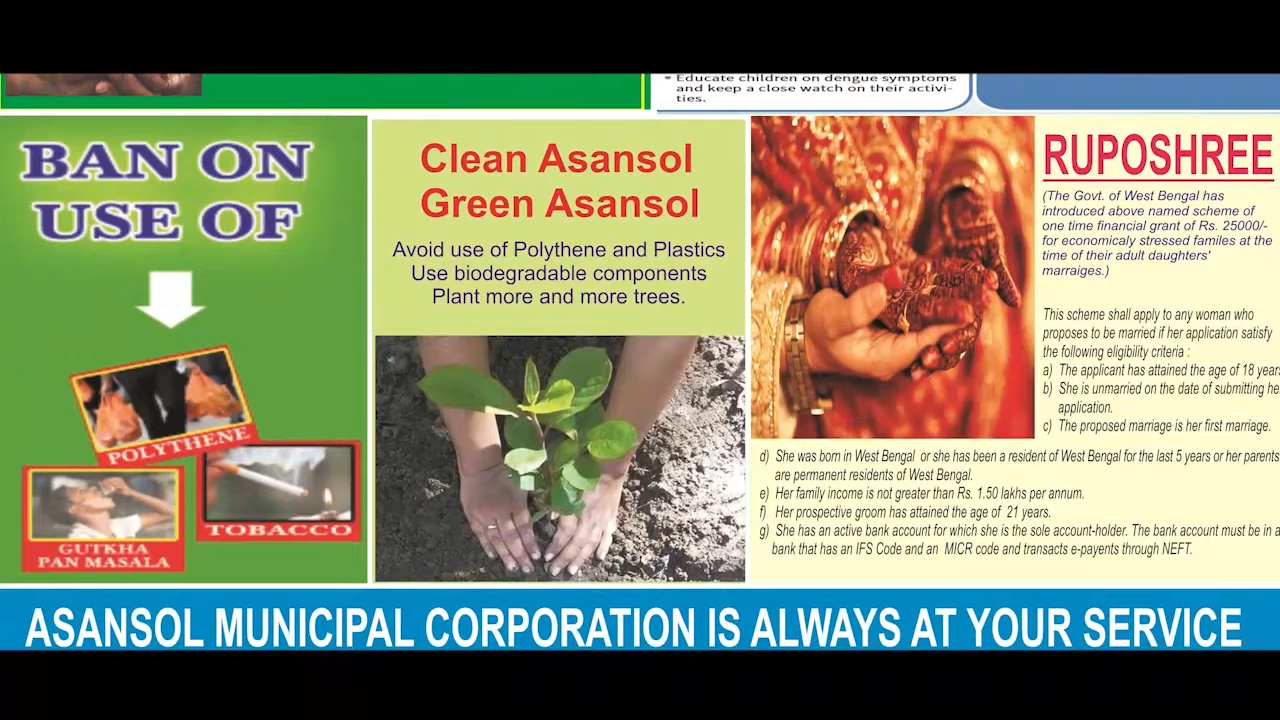 • Educate children on dengue symptoms
and keep a close watch on their activi-
ties.
BAN ON
USE OF
POLYTHENE
TOBACCO
GUTKHA
PAN MASALA
Clean Asansol
Green Asansol
Avoid use of Polythene and Plastics
Use biodegradable components
Plant more and more trees.
RUPOSHREE
(The Govt. of West Bengal has
introduced above named scheme of
one time financial grant of Rs. 25000/-
for economicaly stressed familes at the
time of their adult daughters'
marraiges.)
This scheme shall apply to any woman who
proposes to be married if her application satisfy
the following eligibility criteria :
a) The applicant has attained the age of 18 years
b) She is unmarried on the date of submitting he
application.
c) The proposed marriage is her first marriage.
d) She was born in West Bengal or she has been a resident of West Bengal for the last 5 years or her parents
are permanent residents of West Bengal.
e) Her family income is not greater than Rs. 1.50 lakhs per annum.
f) Her prospective groom has attained the age of 21 years.
g) She has an active bank account for which she is the sole account-holder. The bank account must be in a
bank that has an IFS Code and an MICR code and transacts e-payents through NEFT.
ASANSOL MUNICIPAL CORPORATION IS ALWAYS AT YOUR SERVICE